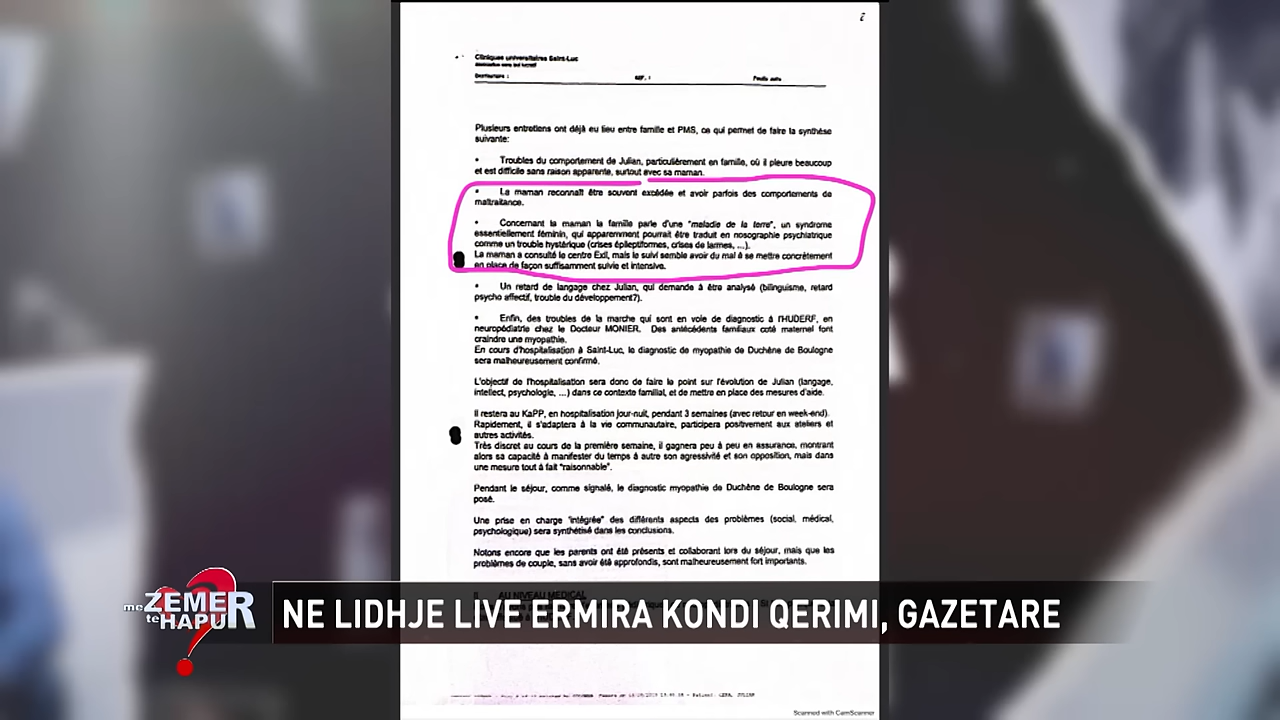 2
Cliniques universitaires Saint-Luc
Destinataire :
REF. :
Plusieurs entretiens ont déjà eu lieu entre famille et PMS, ce qui permet de faire la synthèse
suivante:
• Troubles du comportement de Julian, particulièrement en famille, où il pleure beaucoup
et est difficile sans raison apparente, surtout avec sa maman.
• La maman reconnaît être souvent excédée et avoir parfois des comportements de
maltraitance.
• Concernant la maman la famille parle d'une "maladie de la terre", un syndrome
essentiellement féminin, qui apparemment pourrait être traduit en nosographie psychiatrique
comme un trouble hystérique (crises épileptiformes, crises de larmes, ...).
La maman a consulté le centre Exil, mais le suivi semble avoir du mal à se mettre concrètement
en place de façon suffisamment suivie et intensive.
• Un retard de langage chez Julian, qui demande à être analysé (bilinguisme, retard
psycho affectif, trouble du développement?).
• Enfin, des troubles de la marche qui sont en voie de diagnostic à l'HUDERF, en
neuropédiatrie chez le Docteur MONIER. Des antécédents familiaux coté maternel font
craindre une myopathie.
En cours d'hospitalisation à Saint-Luc, le diagnostic de myopathie de Duchène de Boulogne
sera malheureusement confirmé.
L'objectif de l'hospitalisation sera donc de faire le point sur l'évolution de Julian (langage,
intellect, psychologie, ...) dans ce contexte familial, et de mettre en place des mesures d'aide.
Il restera au KaPP, en hospitalisation jour-nuit, pendant 3 semaines (avec retour en week-end).
Rapidement, il s'adaptera à la vie communautaire, participera positivement aux ateliers et
autres activités.
Très discret au cours de la première semaine, il gagnera peu à peu en assurance, montrant
alors sa capacité à manifester du temps à autre son agressivité et son opposition, mais dans
une mesure tout à fait "raisonnable".
Pendant le séjour, comme signalé, le diagnostic myopathie de Duchène de Boulogne sera
posé.
Une prise en charge "intégrée" des différents aspects des problèmes (social, médical,
psychologique) sera synthétisé dans les conclusions.
Notons encore que les parents ont été présents et collaborant lors du séjour, mais que les
problèmes de couple, sans avoir été approfondis, sont malheureusement fort importants.
AU NIVEAU MEDICAL
me ZEMER
te HAPUR
?
NE LIDHJE LIVE ERMIRA KONDI QERIMI, GAZETARE
Scanned with CamScanner